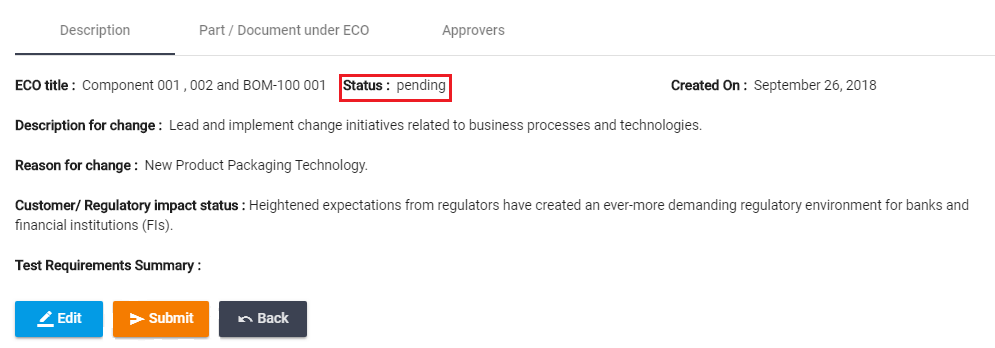 Description Part / Document under ECO Approvers
ECO title : Component 001 , 002 and BOM-100 001 Status : pending Created On : September 26, 2018
Description for change : Lead and implement change initiatives related to business processes and technologies.
Reason for change : New Product Packaging Technology.
Customer/ Regulatory impact status : Heightened expectations from regulators have created an ever-more demanding regulatory environment for banks and
financial institutions (FIs).
Test Requirements Summary :
Edit Submit Back